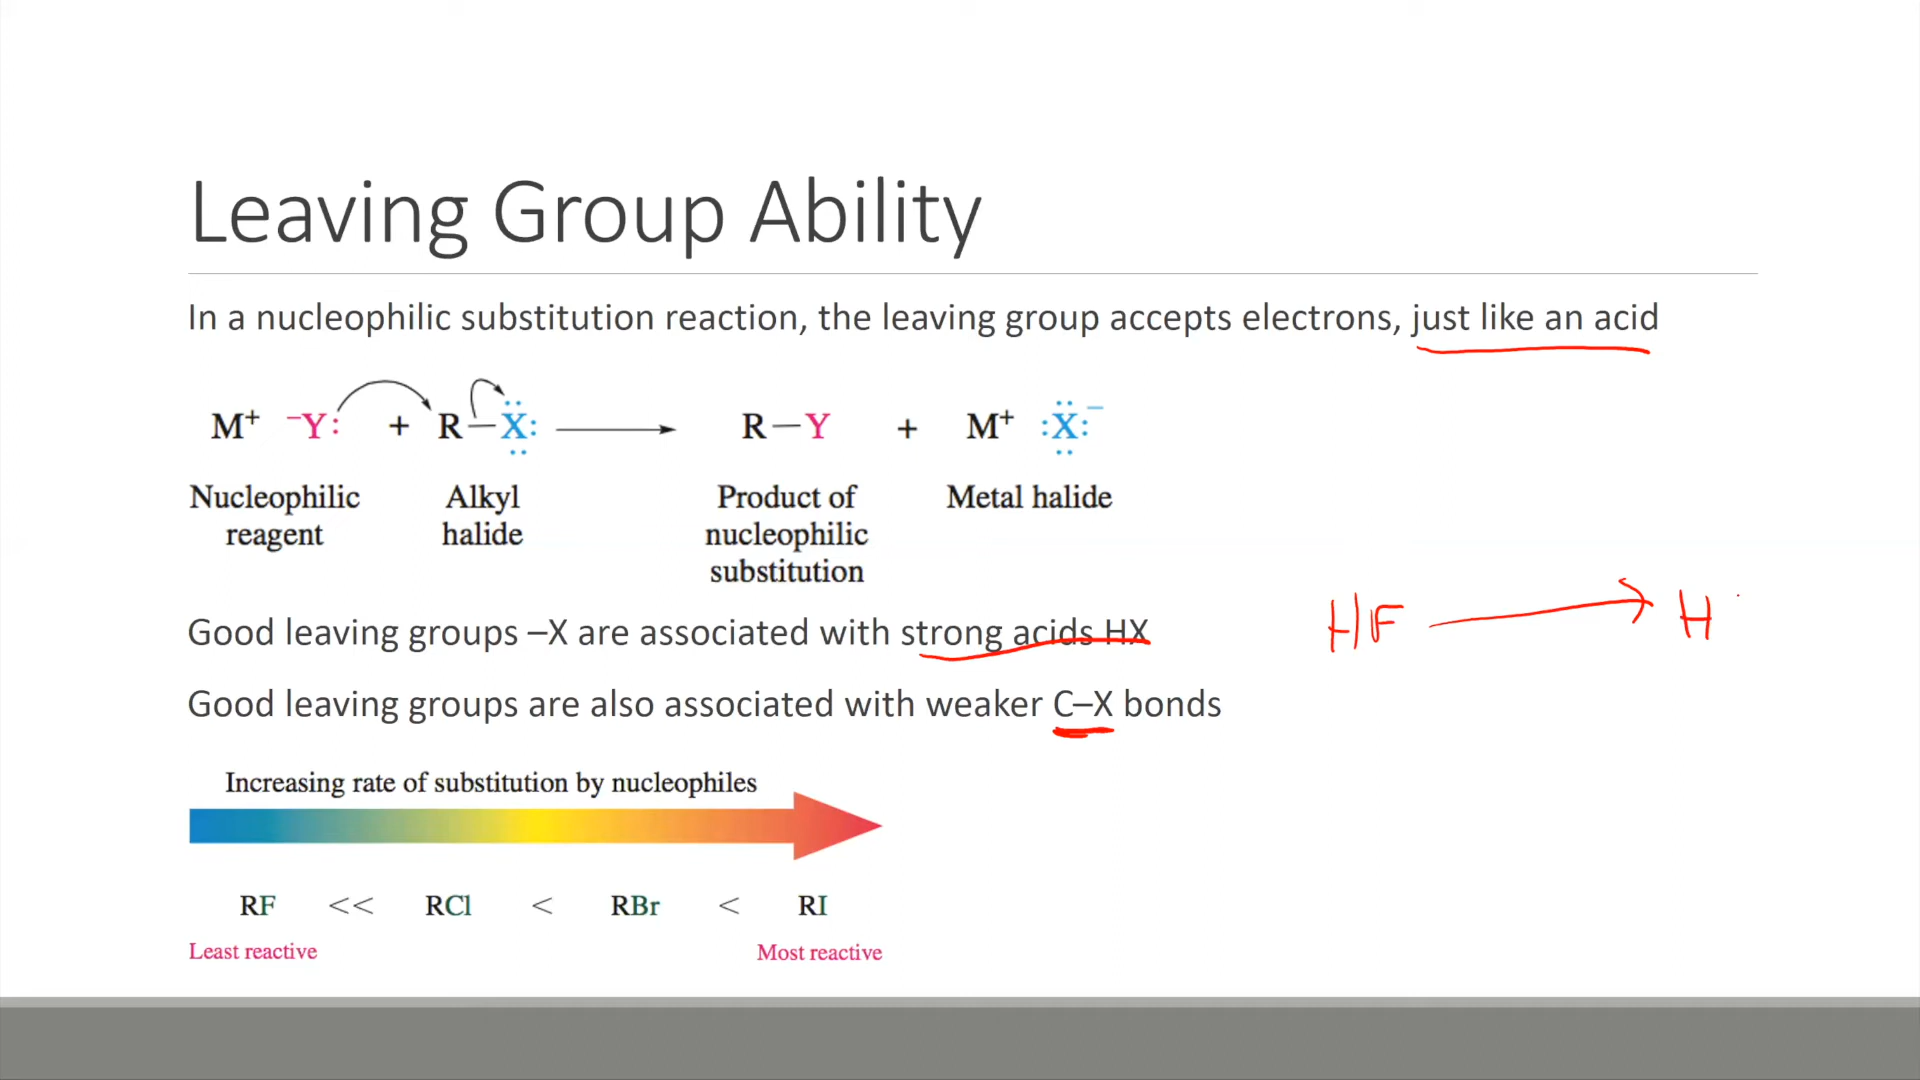 Leaving Group Ability
In a nucleophilic substitution reaction, the leaving group accepts electrons, just like an acid
M⁺ ⁻Y: + R—X: ⟶ R—Y + M⁺ :X:⁻
Nucleophilic reagent
Alkyl halide
Product of nucleophilic substitution
Metal halide
Good leaving groups –X are associated with strong acids HX
HF ⟶ H
Good leaving groups are also associated with weaker C–X bonds
Increasing rate of substitution by nucleophiles
RF << RCl < RBr < RI
Least reactive
Most reactive